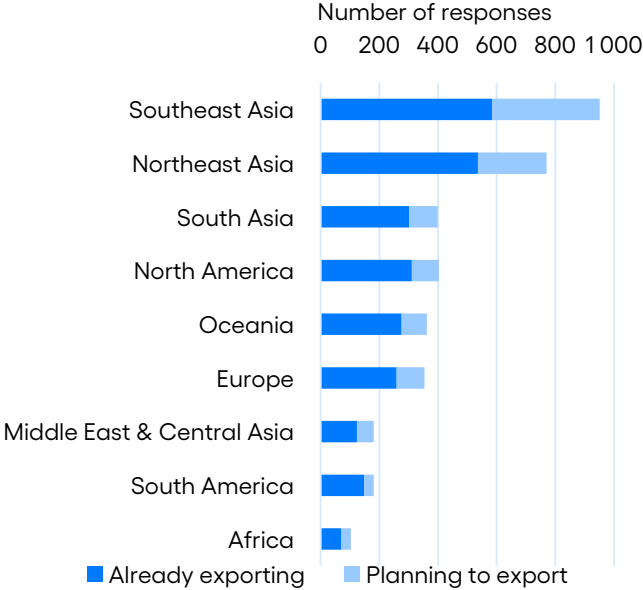 Number of responses
0 200 400 600 800 1 000
Southeast Asia
Northeast Asia
South Asia
North America
Oceania
Europe
Middle East & Central Asia
South America
Africa
Already exporting Planning to export